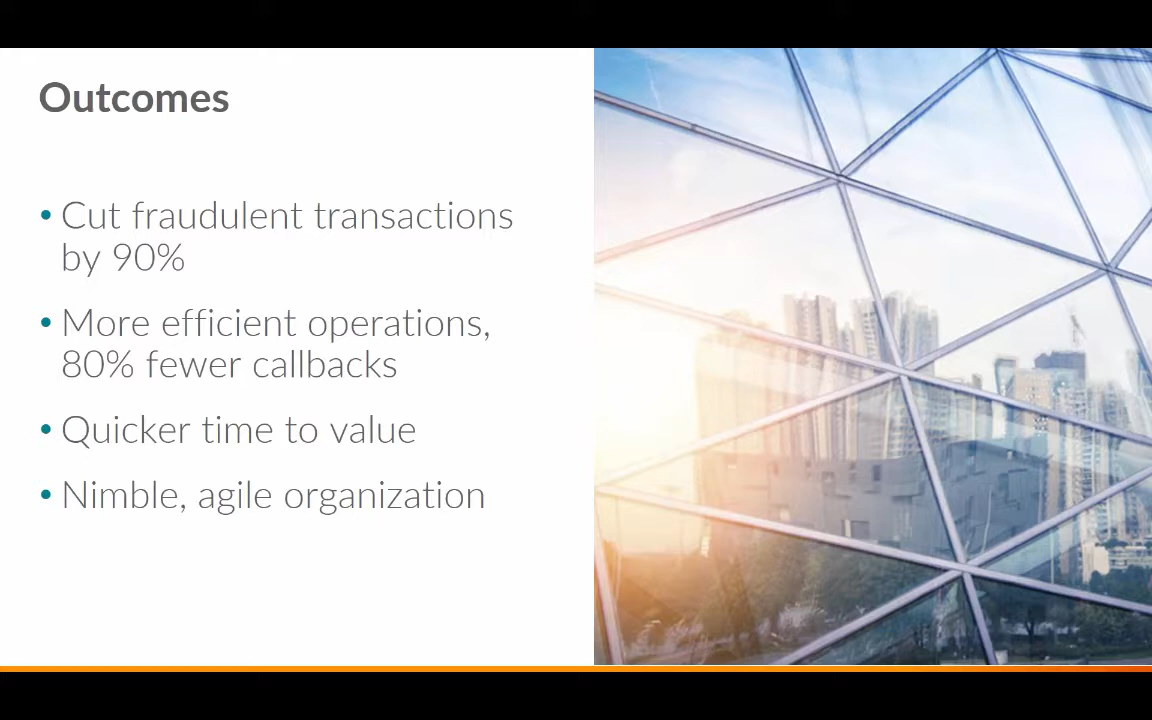 Outcomes
• Cut fraudulent transactions
by 90%
• More efficient operations,
80% fewer callbacks
• Quicker time to value
• Nimble, agile organization